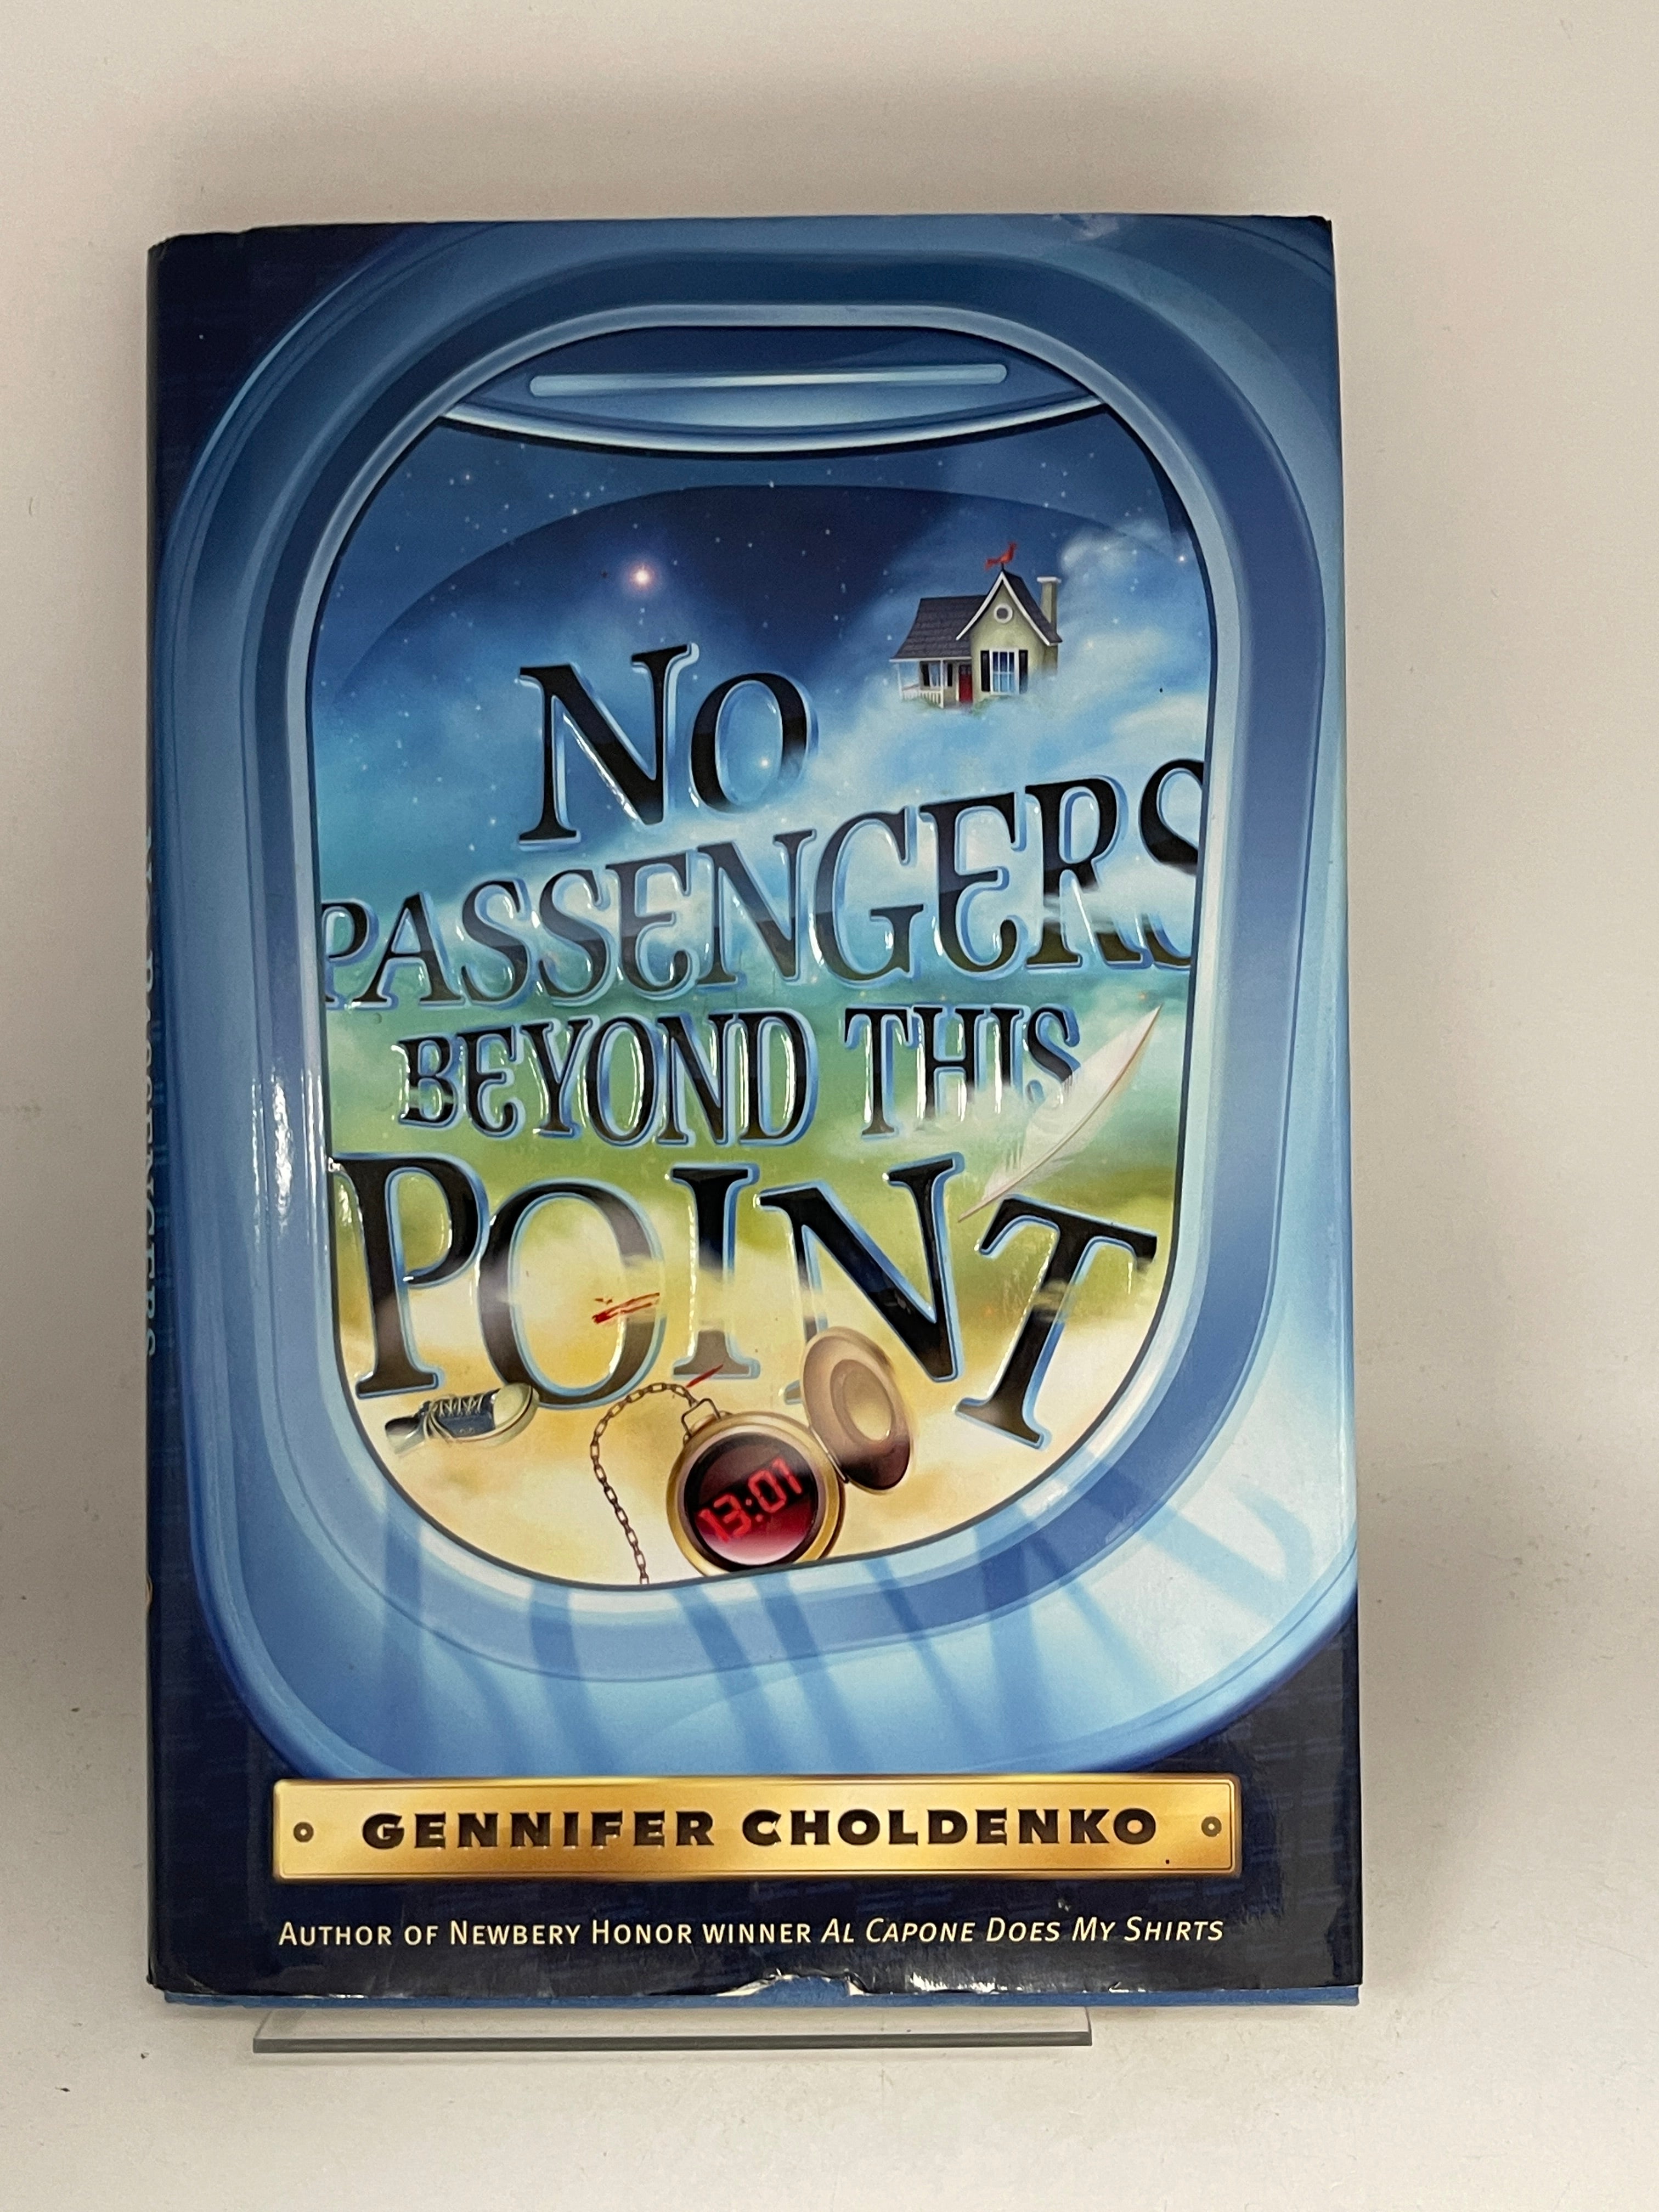 NO
PASSENGERS
BEYOND THIS
POINT
13:01
GENNIFER CHOLDENKO
AUTHOR OF NEWBERY HONOR WINNER AL CAPONE DOES MY SHIRTS